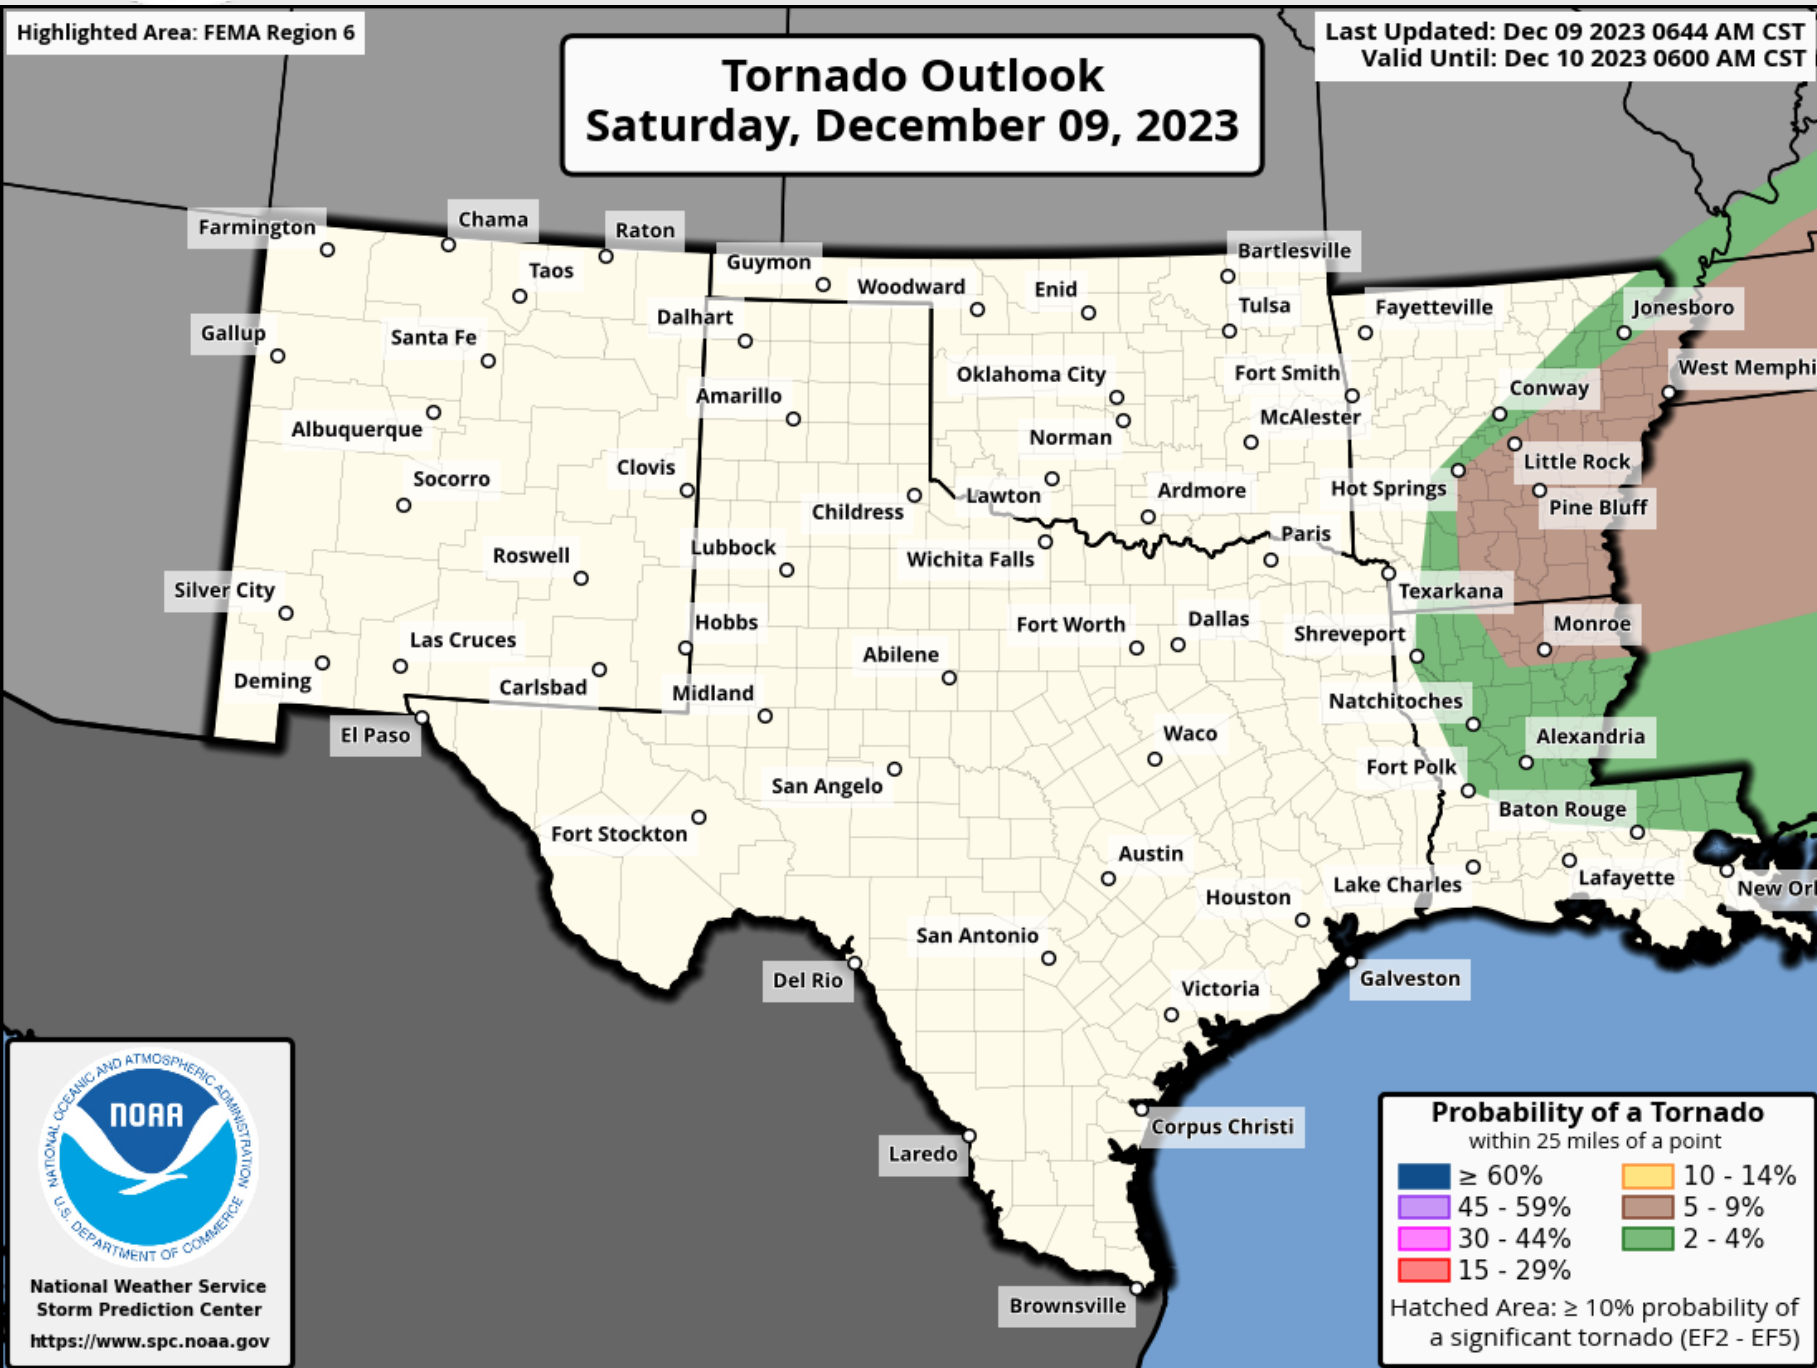 Highlighted Area: FEMA Region 6
Last Updated: Dec 09 2023 0644 AM CST
Valid Until: Dec 10 2023 0600 AM CST
Tornado Outlook
Saturday, December 09, 2023
Farmington
Chama
Raton
Taos
Guymon
Woodward
Enid
Bartlesville
Tulsa
Fayetteville
Jonesboro
Gallup
Santa Fe
Dalhart
Oklahoma City
Fort Smith
Conway
West Memphi
Amarillo
Albuquerque
Norman
McAlester
Little Rock
Socorro
Clovis
Childress
Lawton
Ardmore
Hot Springs
Pine Bluff
Roswell
Lubbock
Wichita Falls
Paris
Silver City
Texarkana
Las Cruces
Hobbs
Fort Worth
Dallas
Shreveport
Monroe
Deming
Carlsbad
Midland
Abilene
Natchitoches
El Paso
Waco
Alexandria
San Angelo
Fort Polk
Fort Stockton
Baton Rouge
Austin
Lake Charles
Lafayette
New Orl
Houston
San Antonio
Del Rio
Galveston
Victoria
Corpus Christi
Laredo
Brownsville
NATIONAL OCEANIC AND ATMOSPHERIC ADMINISTRATION
NOAA
U.S. DEPARTMENT OF COMMERCE
National Weather Service
Storm Prediction Center
https://www.spc.noaa.gov
Probability of a Tornado
within 25 miles of a point
≥ 60%
10 - 14%
45 - 59%
5 - 9%
30 - 44%
2 - 4%
15 - 29%
Hatched Area: ≥ 10% probability of
a significant tornado (EF2 - EF5)